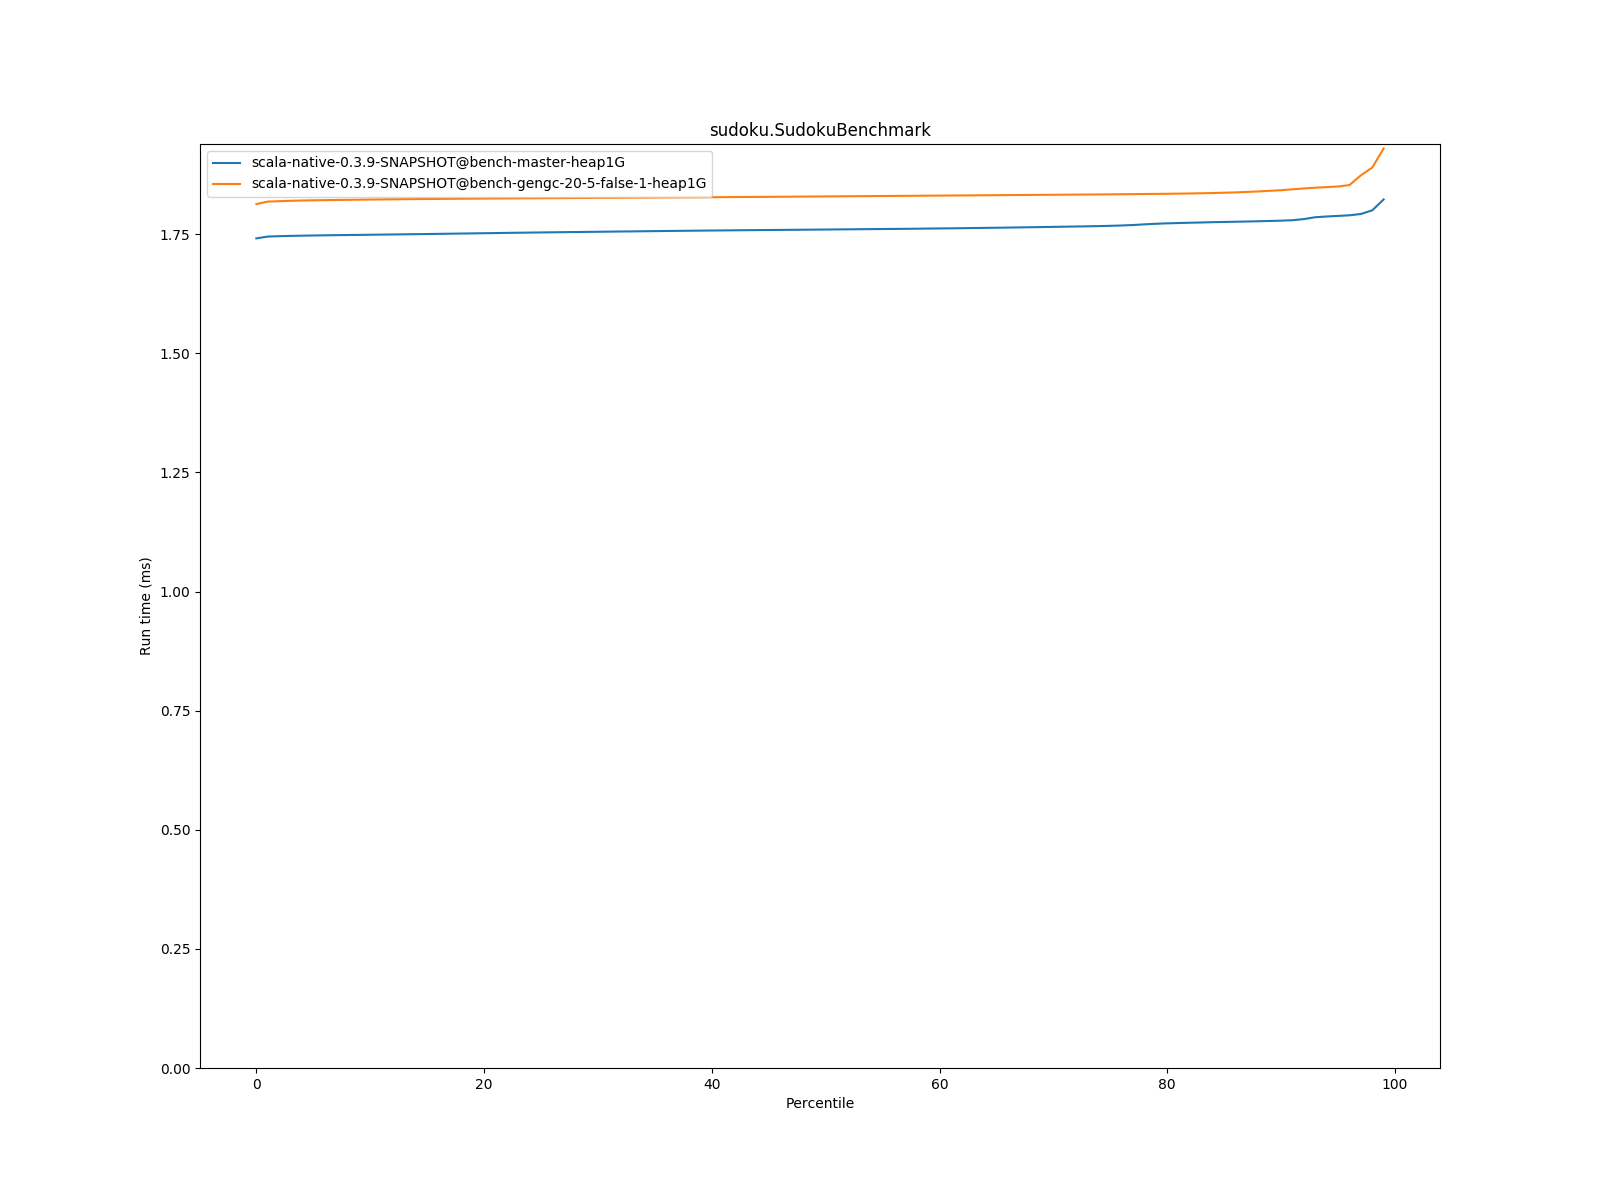 sudoku.SudokuBenchmark
scala-native-0.3.9-SNAPSHOT@bench-master-heap1G
scala-native-0.3.9-SNAPSHOT@bench-gengc-20-5-false-1-heap1G
1.75
1.50
1.25
1.00
0.75
0.50
0.25
0.00
Run time (ms)
0 20 40 60 80 100
Percentile